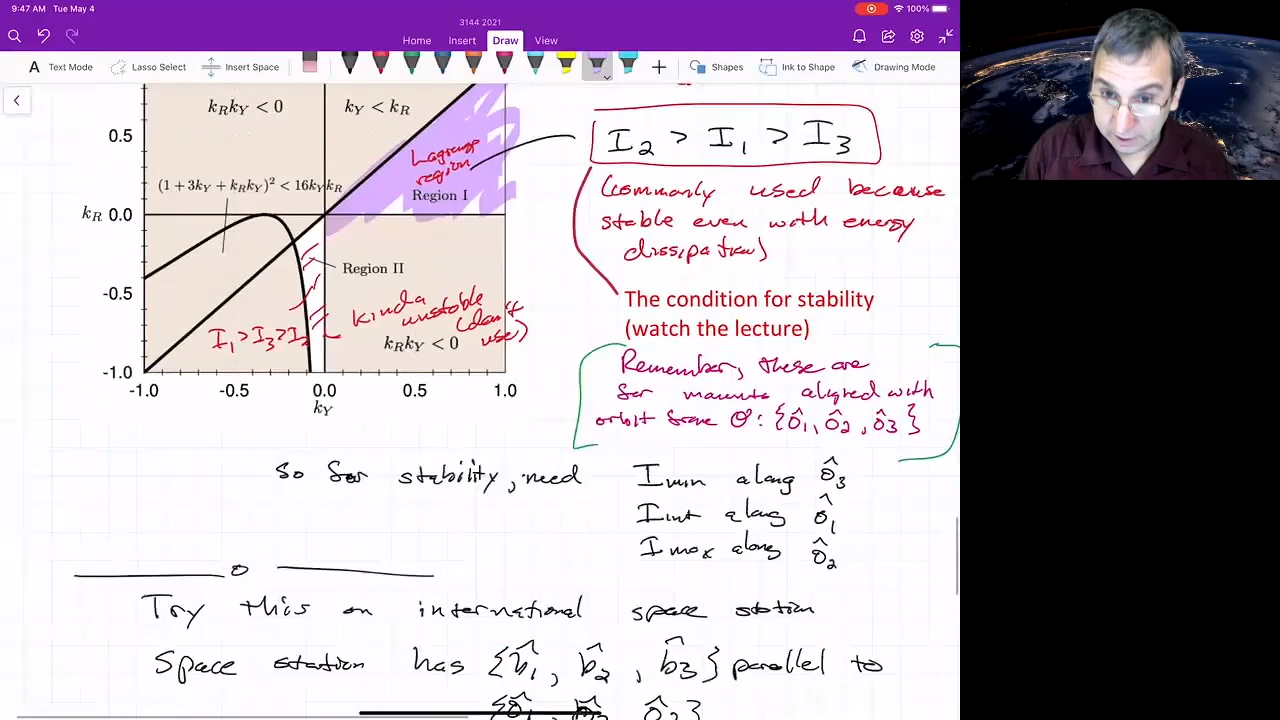 9:47 AM Tue May 4
100%
3144 2021
Home Insert Draw View
Text Mode Lasso Select Insert Space Shapes Ink to Shape Drawing Mode
k_R k_Y < 0
k_Y < k_R
0.5
Lagrange
region
Region I
(1 + 3k_Y + k_R k_Y)² < 16k_Y k_R
k_R 0.0
Region II
-0.5
kinda
unstable
(don't
use)
I1 > I3 > I2
k_R k_Y < 0
-1.0
-1.0 -0.5 0.0 0.5 1.0
k_Y
I2 > I1 > I3
(commonly used because
stable even with energy
dissipation)
The condition for stability
(watch the lecture)
Remember, these are
for moments aligned with
orbit frame O: {ô1, ô2, ô3}
So for stability, need
Imin along ô3
Iint along ô1
Imax along ô2
Try this on international space station
Space station has {b̂1, b̂2, b̂3} parallel to